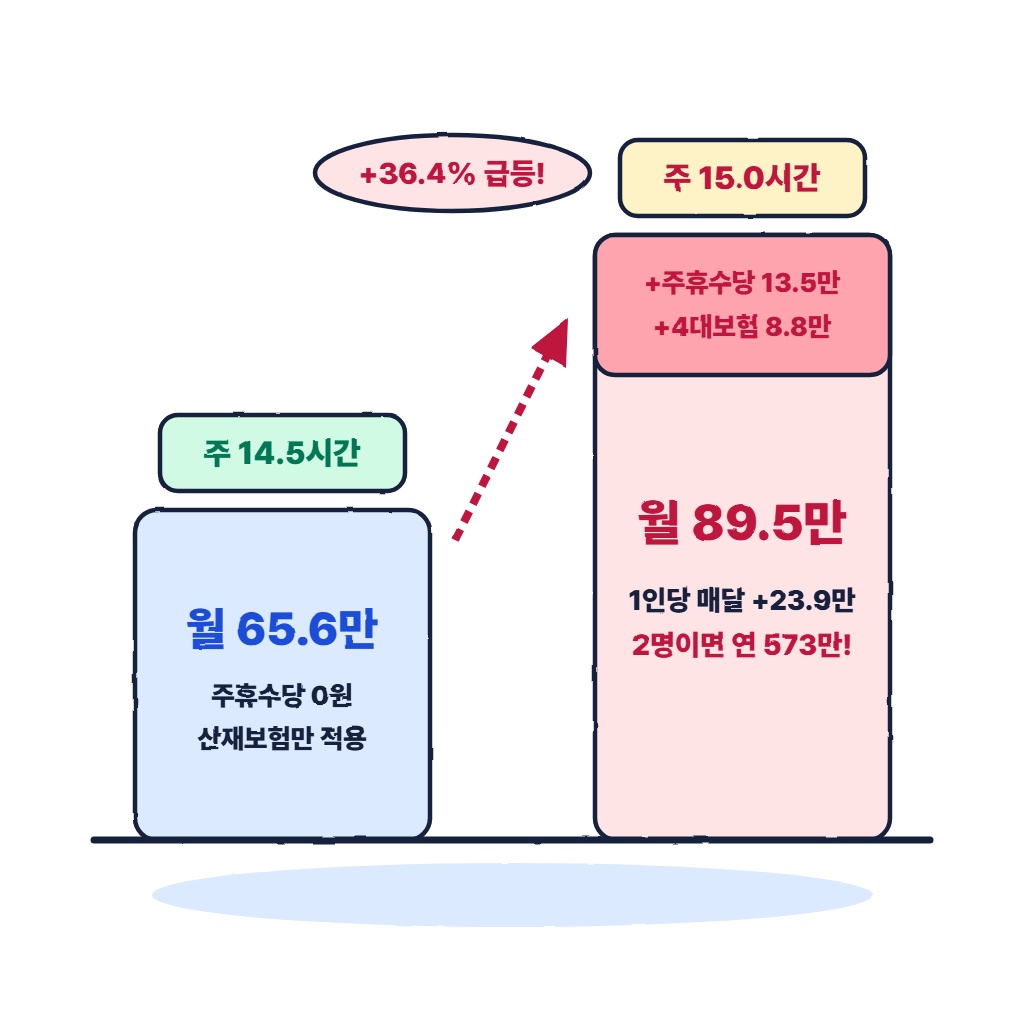 +36.4% 급등!
주 15.0시간
+주휴수당 13.5만
+4대보험 8.8만
주 14.5시간
월 89.5만
1인당 매달 +23.9만
2명이면 연 573만!
월 65.6만
주휴수당 0원
산재보험만 적용